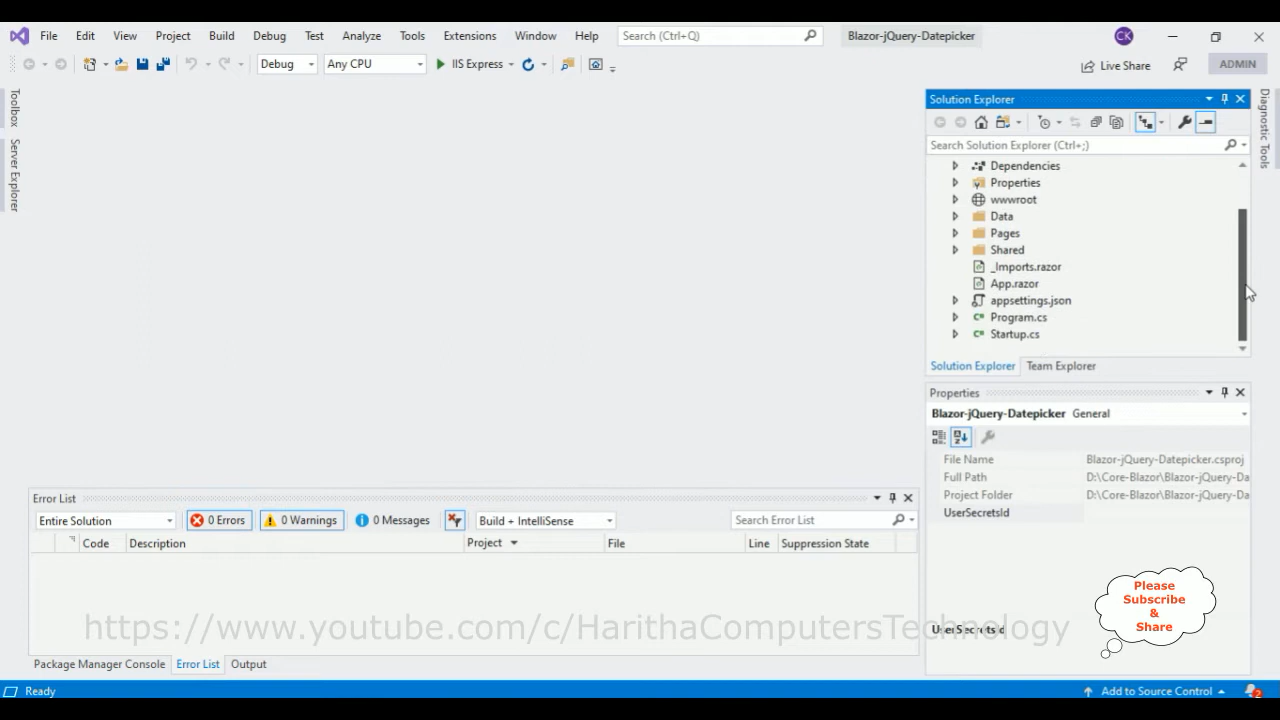 File Edit View Project Build Debug Test Analyze Tools Extensions Window Help Search (Ctrl+Q) Blazor-jQuery-Datepicker CK
Debug Any CPU IIS Express Live Share ADMIN
Toolbox
Server Explorer
Diagnostic Tools
Solution Explorer
Search Solution Explorer (Ctrl+;)
Dependencies
Properties
wwwroot
Data
Pages
Shared
_Imports.razor
App.razor
appsettings.json
C# Program.cs
C# Startup.cs
Solution Explorer Team Explorer
Properties
Blazor-jQuery-Datepicker General
File Name Blazor-jQuery-Datepicker.csproj
Full Path D:\Core-Blazor\Blazor-jQuery-Da
Project Folder D:\Core-Blazor\Blazor-jQuery-Da
UserSecretsId
UserSecretsId
Error List
Entire Solution 0 Errors 0 Warnings 0 Messages Build + IntelliSense Search Error List
Code Description Project File Line Suppression State
Please
Subscribe
&
Share
https://www.youtube.com/c/HarithaComputersTechnology
Package Manager Console Error List Output
Ready Add to Source Control 2